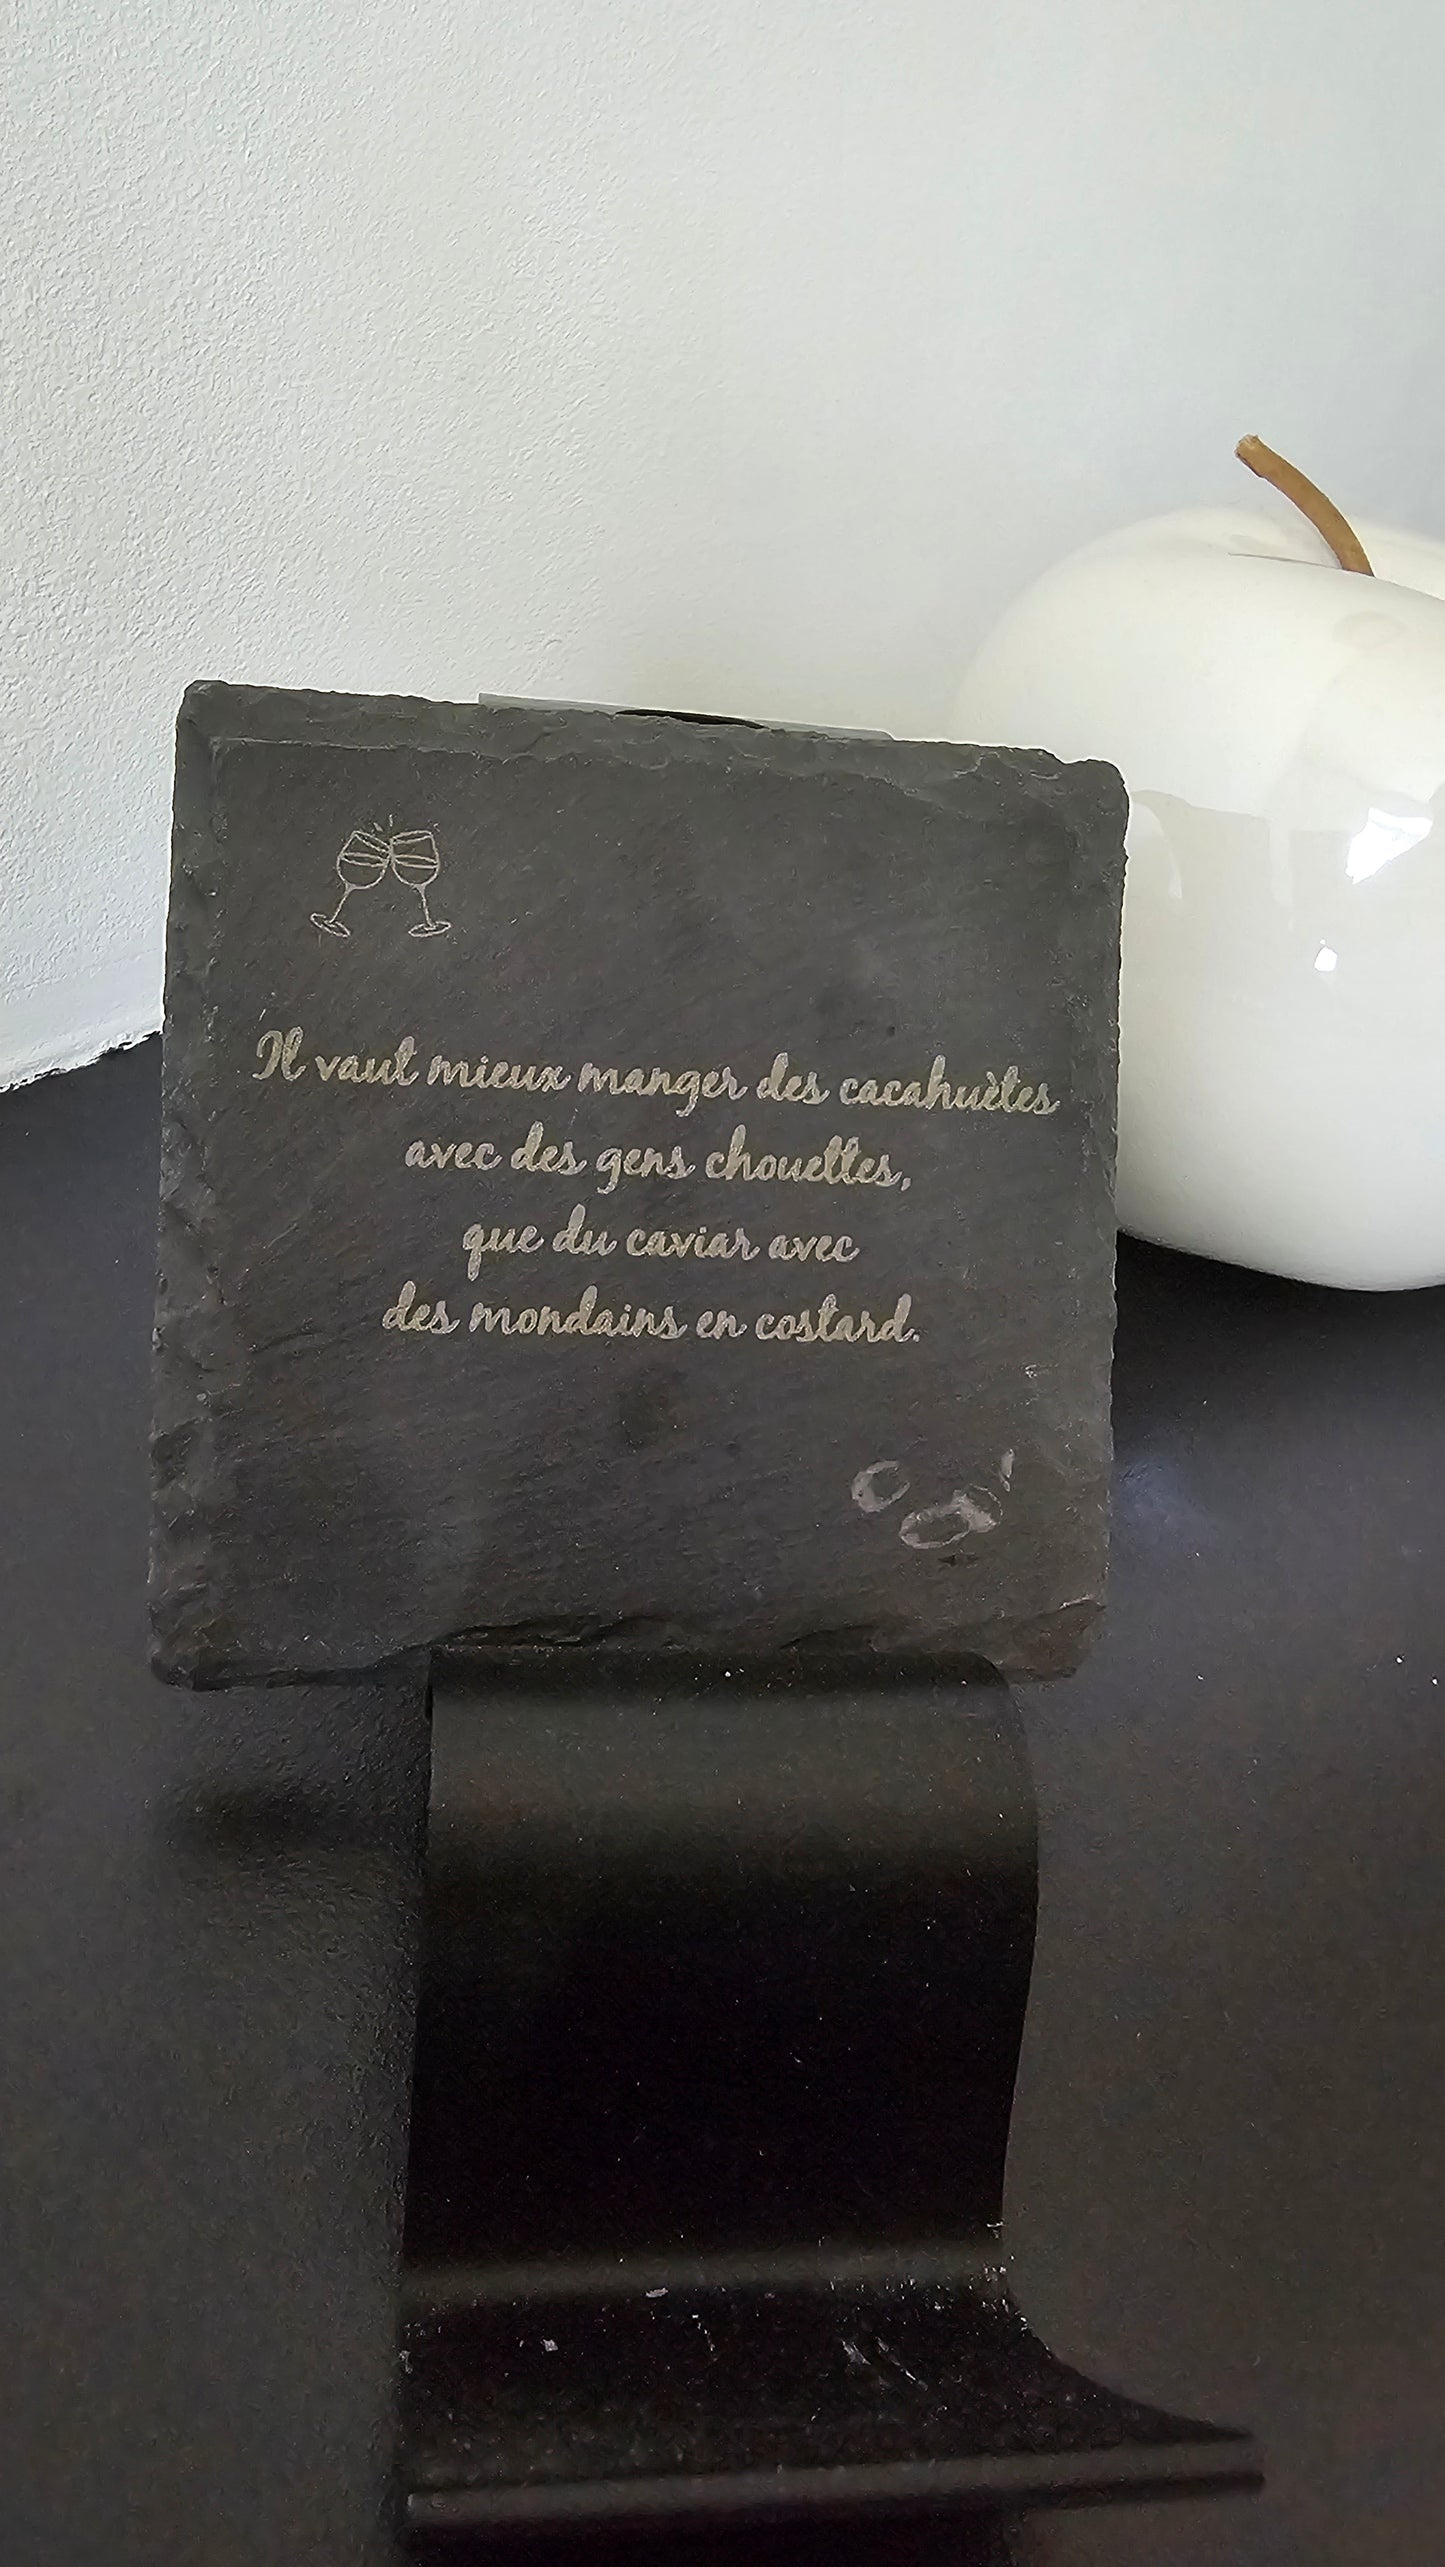 Il vaut mieux manger des cacahuètes
avec des gens chouettes,
que du caviar avec
des mondains en costard.